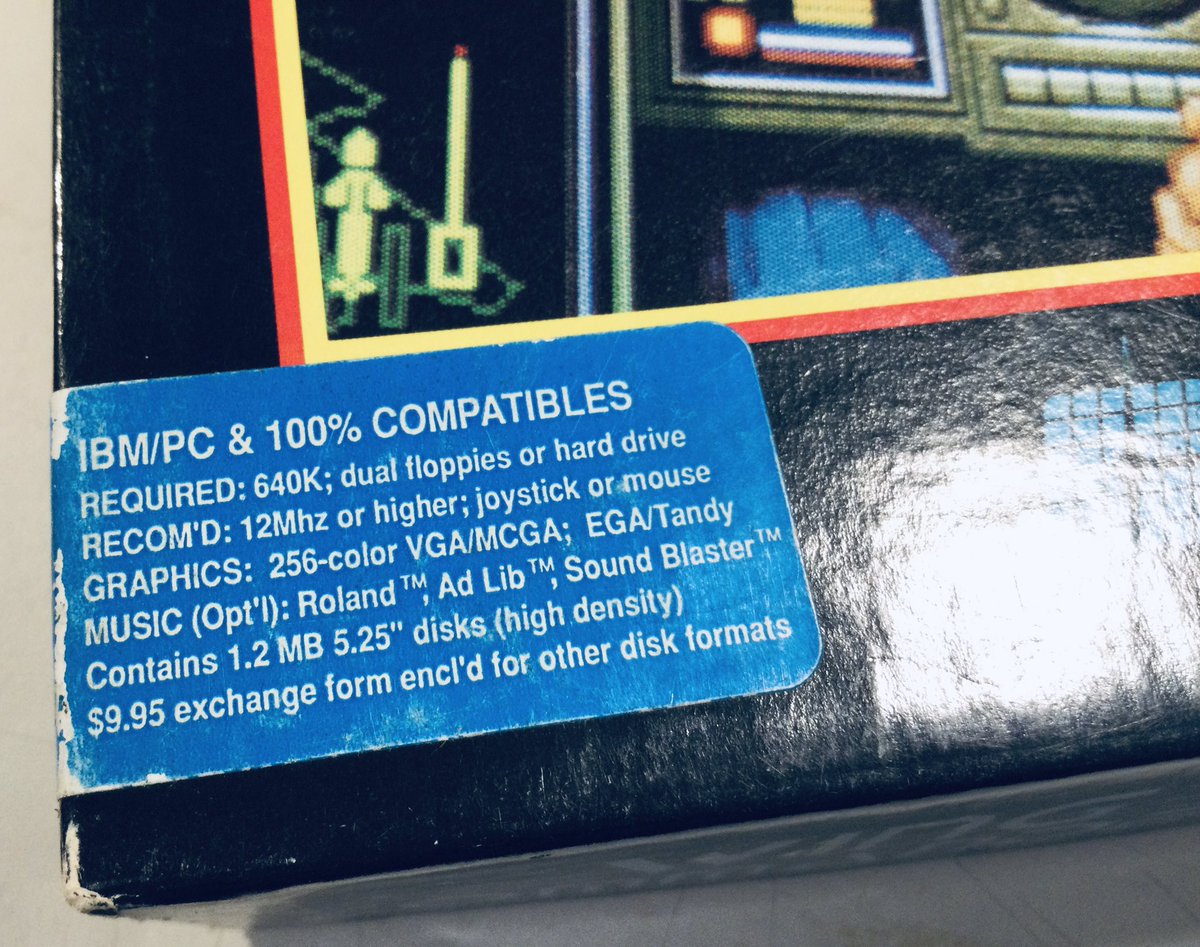 IBM/PC & 100% COMPATIBLES
REQUIRED: 640K; dual floppies or hard drive
RECOM'D: 12Mhz or higher; joystick or mouse
GRAPHICS: 256-color VGA/MCGA; EGA/Tandy
MUSIC (Opt'l): Roland™, Ad Lib™, Sound Blaster™
Contains 1.2 MB 5.25" disks (high density)
$9.95 exchange form encl'd for other disk formats